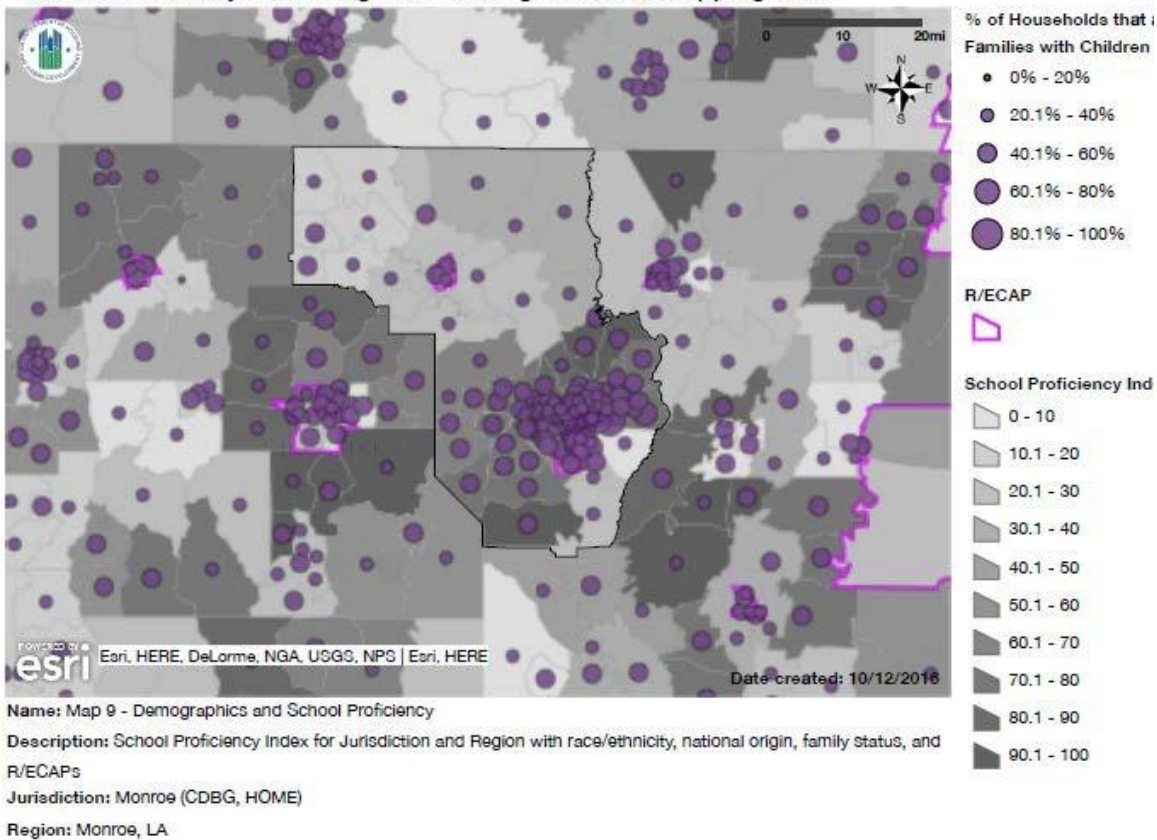 0 10 20mi
N
W E
S
% of Households that a
Families with Children
0% - 20%
20.1% - 40%
40.1% - 60%
60.1% - 80%
80.1% - 100%
R/ECAP
School Proficiency Ind
0 - 10
10.1 - 20
20.1 - 30
30.1 - 40
40.1 - 50
50.1 - 60
60.1 - 70
70.1 - 80
80.1 - 90
90.1 - 100
POWERED BY
esri
Esri, HERE, DeLorme, NGA, USGS, NPS | Esri, HERE
Date created: 10/12/2016
Name: Map 9 - Demographics and School Proficiency
Description: School Proficiency Index for Jurisdiction and Region with race/ethnicity, national origin, family status, and
R/ECAPs
Jurisdiction: Monroe (CDBG, HOME)
Region: Monroe, LA